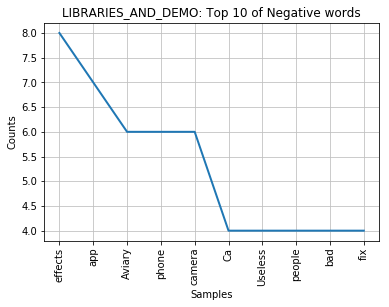 LIBRARIES_AND_DEMO: Top 10 of Negative words
Counts
8.0
7.5
7.0
6.5
6.0
5.5
5.0
4.5
4.0
effects
app
Aviary
phone
camera
Ca
Useless
people
bad
fix
Samples